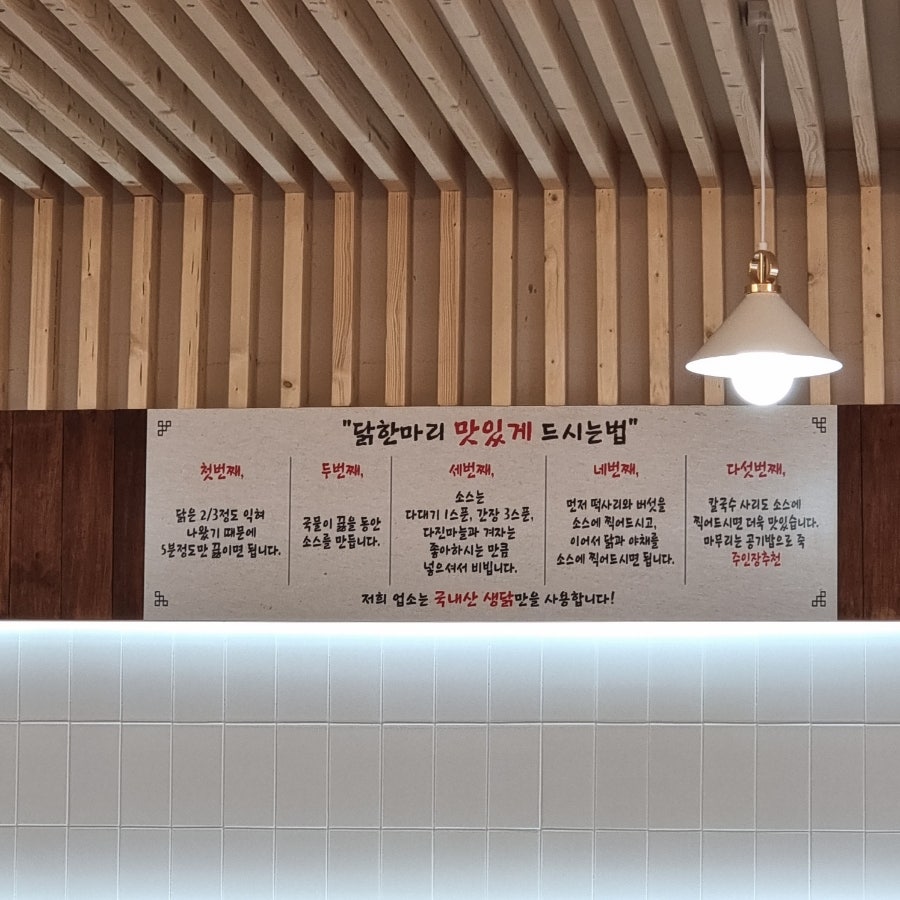 "닭한마리 맛있게 드시는법"
첫번째,
닭은 2/3정도 익혀
나왔기 때문에
5분정도만 끓이면 됩니다.
두번째,
국물이 끓을 동안
소스를 만듭니다.
세번째,
소스는
다대기 1스푼, 간장 3스푼,
다진마늘과 겨자는
좋아하시는 만큼
넣으셔서 비빕니다.
네번째,
먼저 떡사리와 버섯을
소스에 찍어드시고,
이어서 닭과 야채를
소스에 찍어드시면 됩니다.
다섯번째,
칼국수 사리도 소스에
찍어드시면 더욱 맛있습니다.
마무리는 공기밥으로 죽
주인장추천
저희 업소는 국내산 생닭만을 사용합니다!